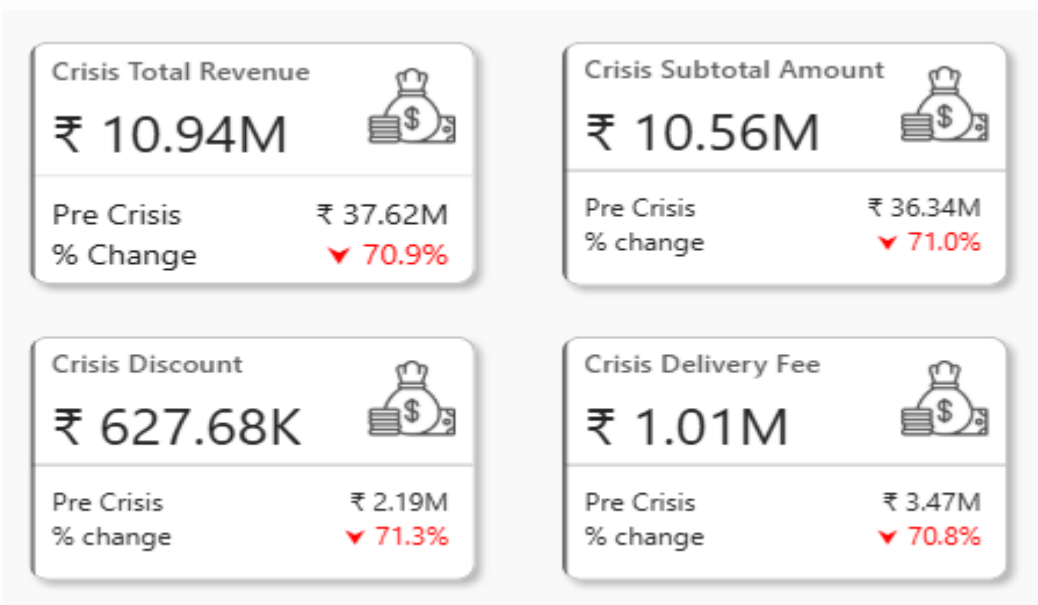 Crisis Total Revenue
₹ 10.94M
$
Pre Crisis ₹ 37.62M
% Change 70.9%
Crisis Subtotal Amount
₹ 10.56M
$
Pre Crisis ₹ 36.34M
% change 71.0%
Crisis Discount
₹ 627.68K
$
Pre Crisis ₹ 2.19M
% change 71.3%
Crisis Delivery Fee
₹ 1.01M
$
Pre Crisis ₹ 3.47M
% change 70.8%